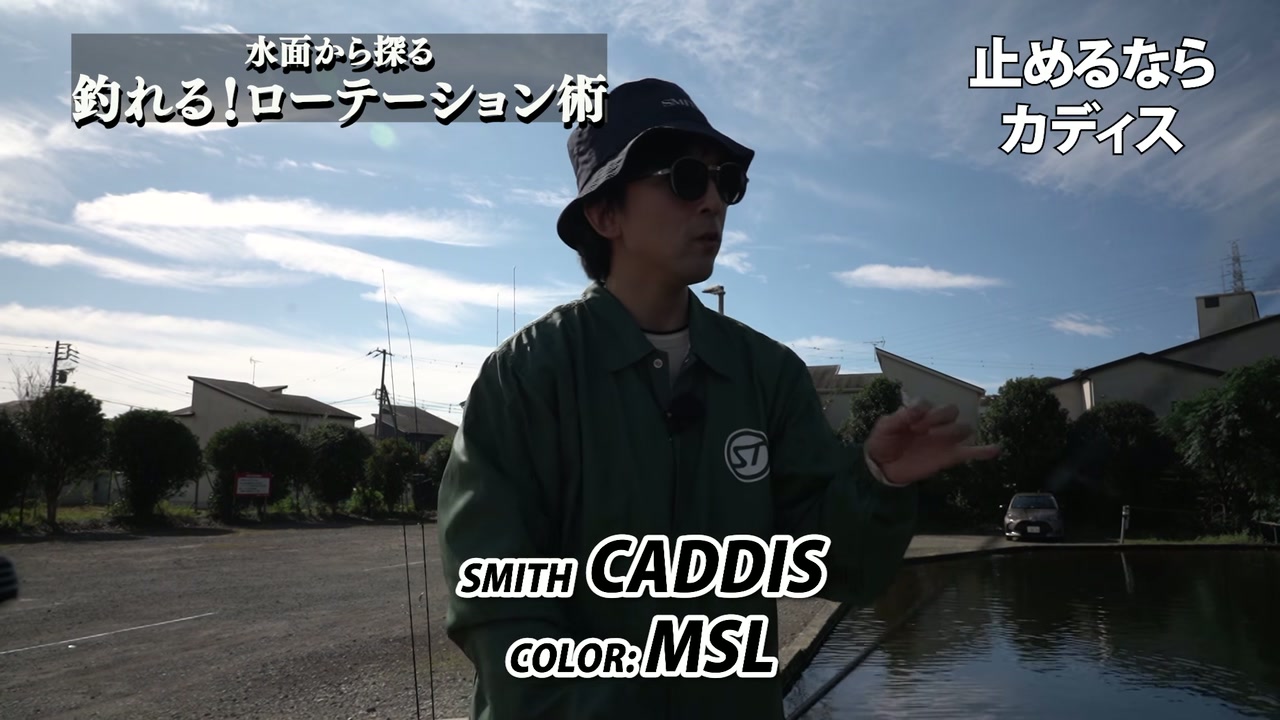 水面から探る
釣れる！ローテーション術
止めるなら
カディス
ST
SMITH CADDIS
COLOR: MSL